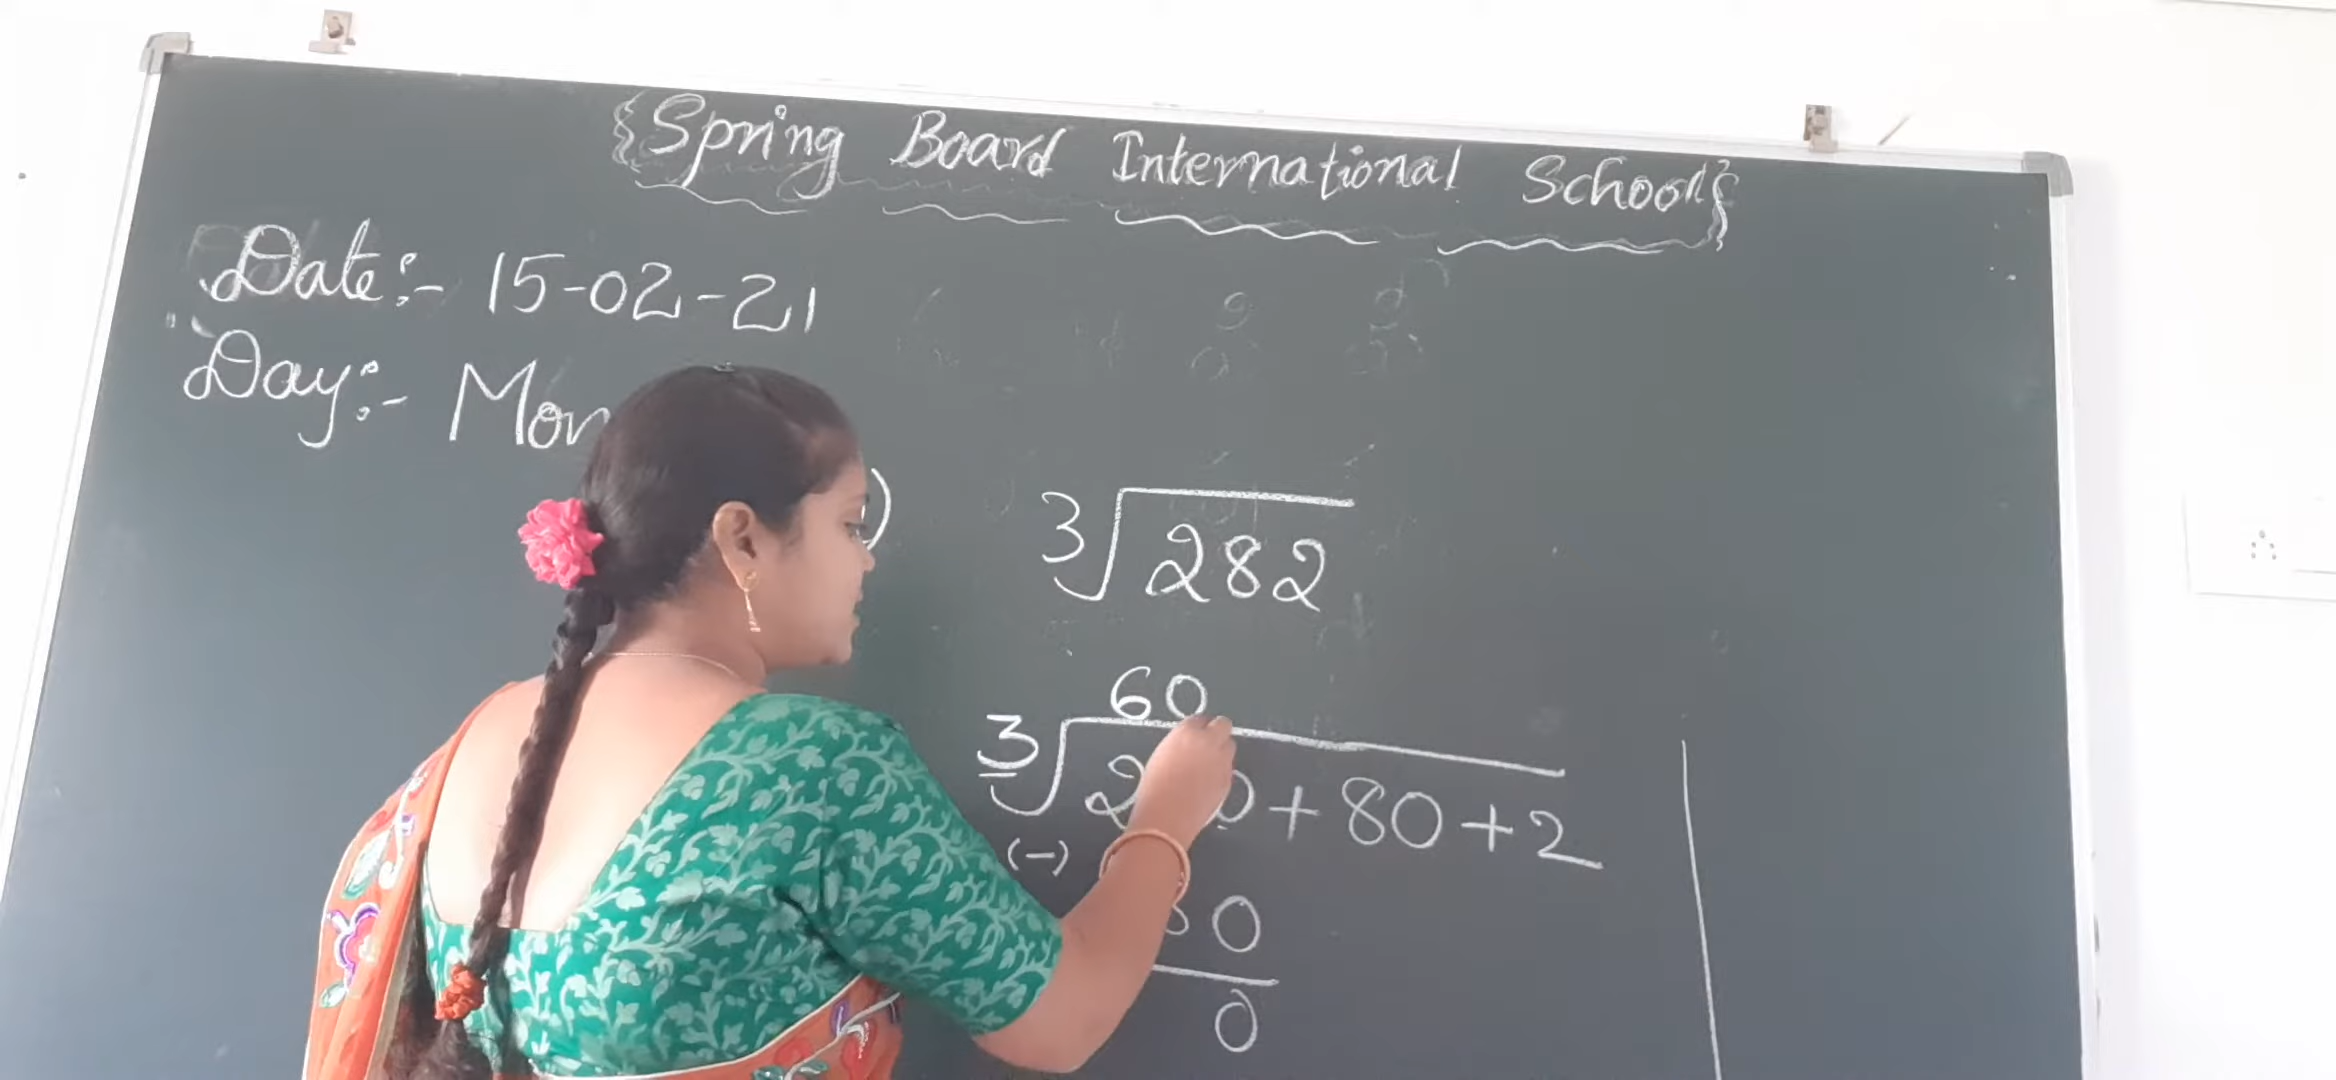 {Spring Board International School}
Date:- 15-02-21
Day:- Mon
)
3√282
60
3√2 0 + 80 + 2
(-)
80
0